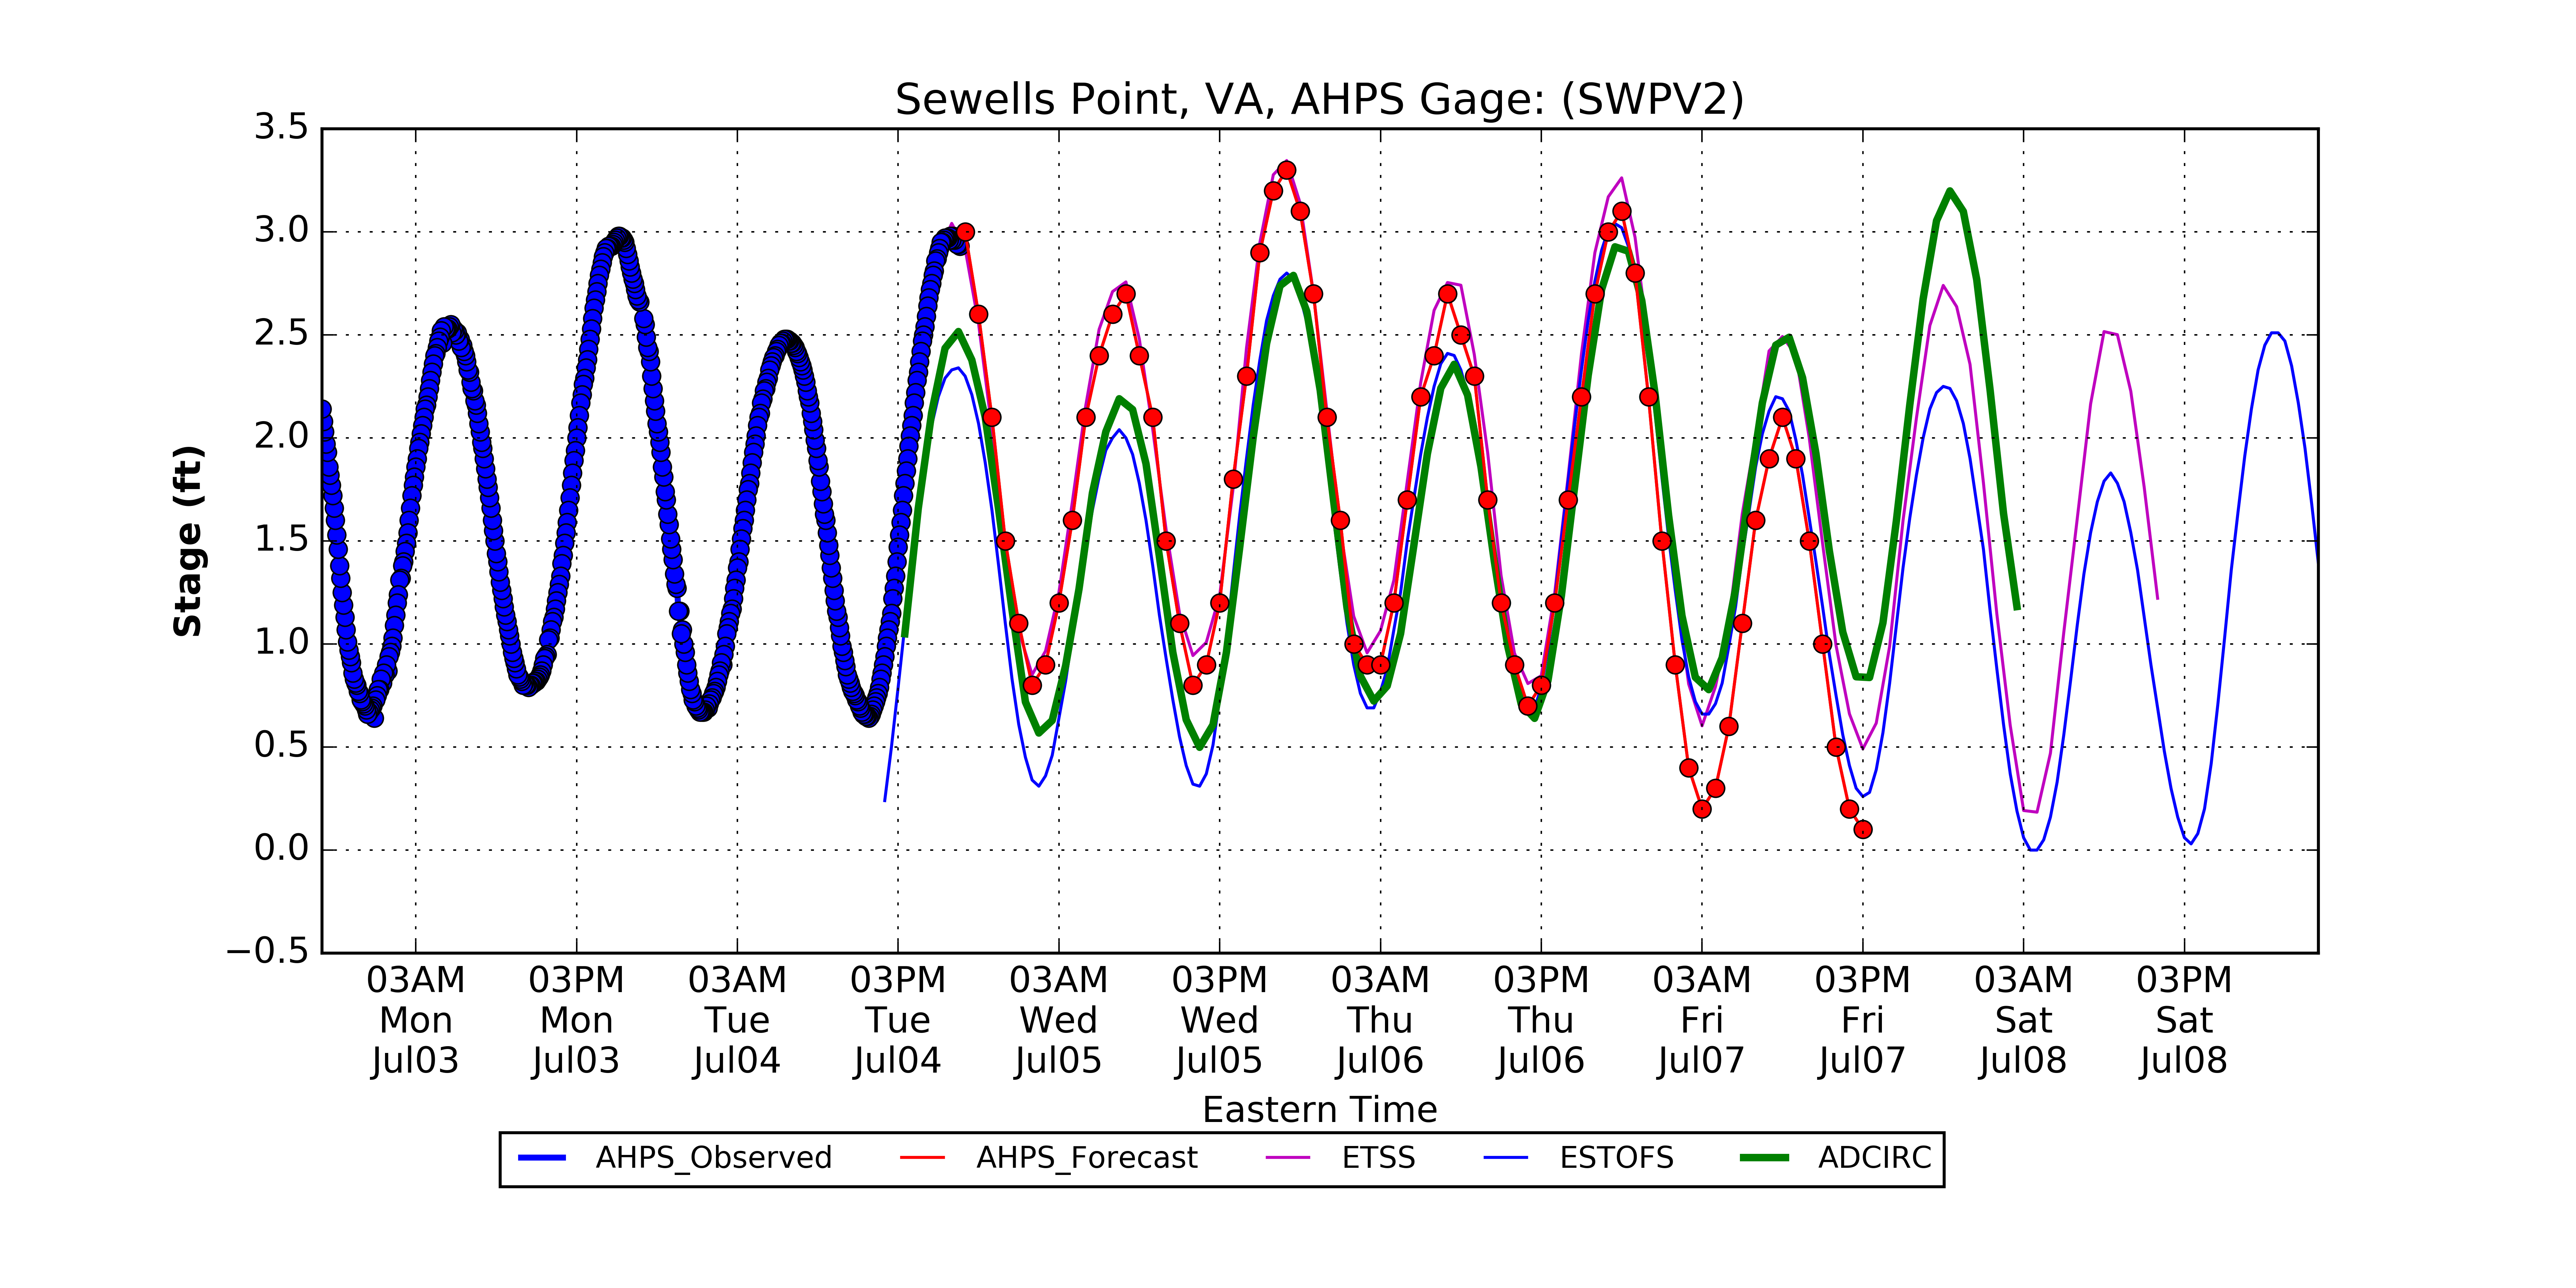 Sewells Point, VA, AHPS Gage: (SWPV2)
3.5
3.0
2.5
2.0
1.5
1.0
0.5
0.0
−0.5
Stage (ft)
03AM 03PM 03AM 03PM 03AM 03PM 03AM 03PM 03AM 03PM 03AM 03PM
Mon Mon Tue Tue Wed Wed Thu Thu Fri Fri Sat Sat
Jul03 Jul03 Jul04 Jul04 Jul05 Jul05 Jul06 Jul06 Jul07 Jul07 Jul08 Jul08
Eastern Time
AHPS_Observed AHPS_Forecast ETSS ESTOFS ADCIRC